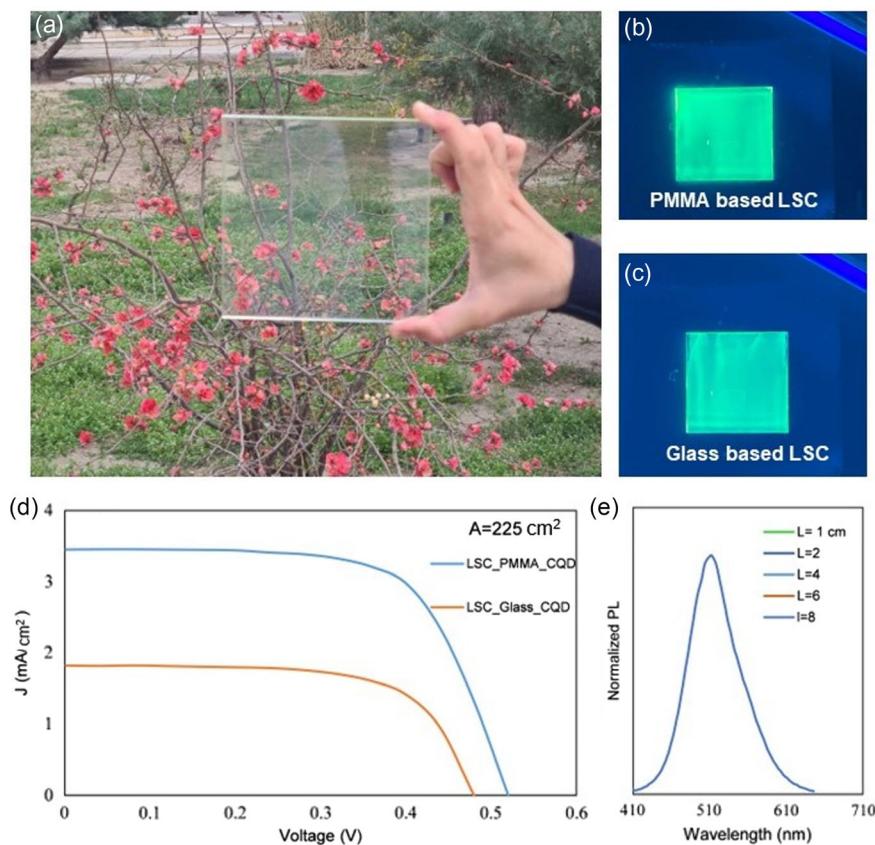 (a)
(b)
PMMA based LSC
(c)
Glass based LSC
(d)
A=225 cm²
LSC_PMMA_CQD
LSC_Glass_CQD
J (mA/ cm²)
4
3
2
1
0
0
0.1
0.2
0.3
0.4
0.5
0.6
Voltage (V)
(e)
L= 1 cm
L=2
L=4
L=6
l=8
Normalized PL
410
510
610
710
Wavelength (nm)